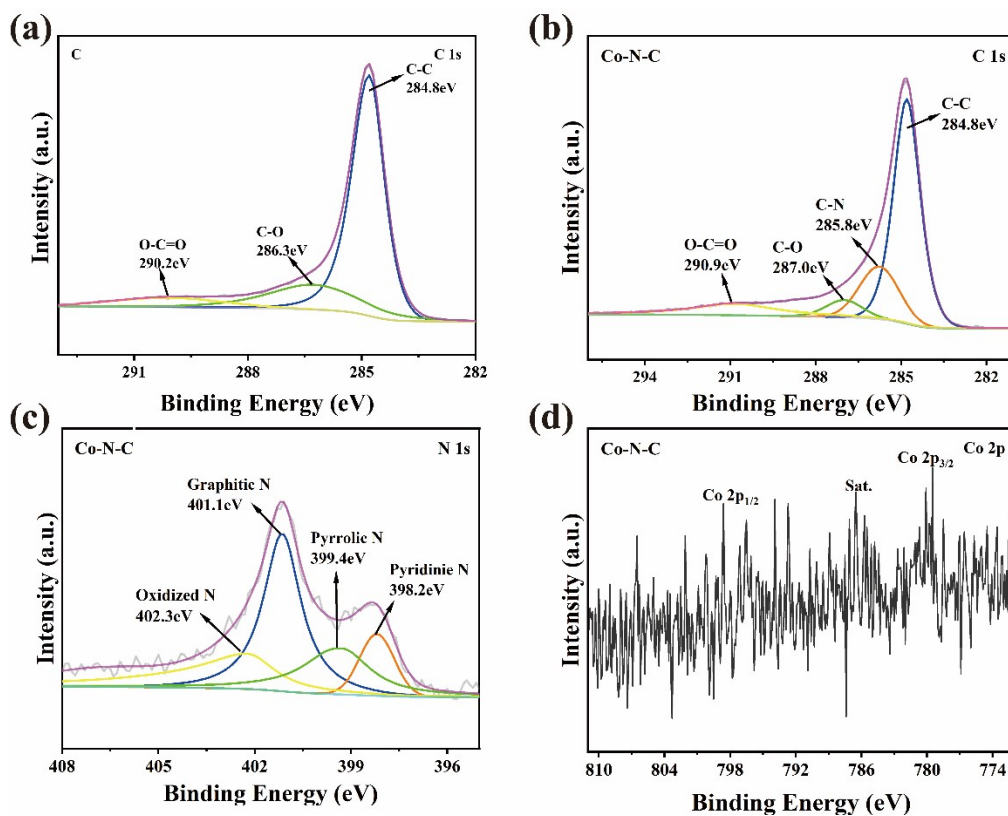 (a)
C
C 1s
C-C
284.8eV
C-O
286.3eV
O-C=O
290.2eV
Intensity (a.u.)
291
288
285
282
Binding Energy (eV)
(b)
Co-N-C
C 1s
C-C
284.8eV
C-N
285.8eV
C-O
287.0eV
O-C=O
290.9eV
Intensity (a.u.)
294
291
288
285
282
Binding Energy (eV)
(c)
Co-N-C
N 1s
Graphitic N
401.1eV
Pyrrolic N
399.4eV
Pyridinie N
398.2eV
Oxidized N
402.3eV
Intensity (a.u.)
408
405
402
399
396
Binding Energy (eV)
(d)
Co-N-C
Co 2p
Co 2p3/2
Sat.
Co 2p1/2
Intensity (a.u.)
810
804
798
792
786
780
774
Binding Energy (eV)